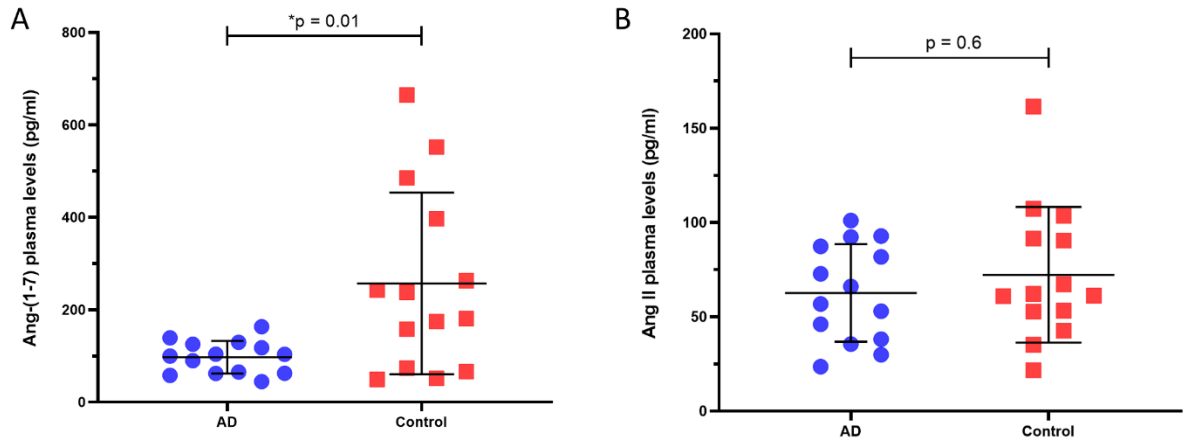 A
Ang-(1-7) plasma levels (pg/ml)
800
600
400
200
0
*p = 0.01
AD
Control
B
Ang II plasma levels (pg/ml)
200
150
100
50
0
p = 0.6
AD
Control